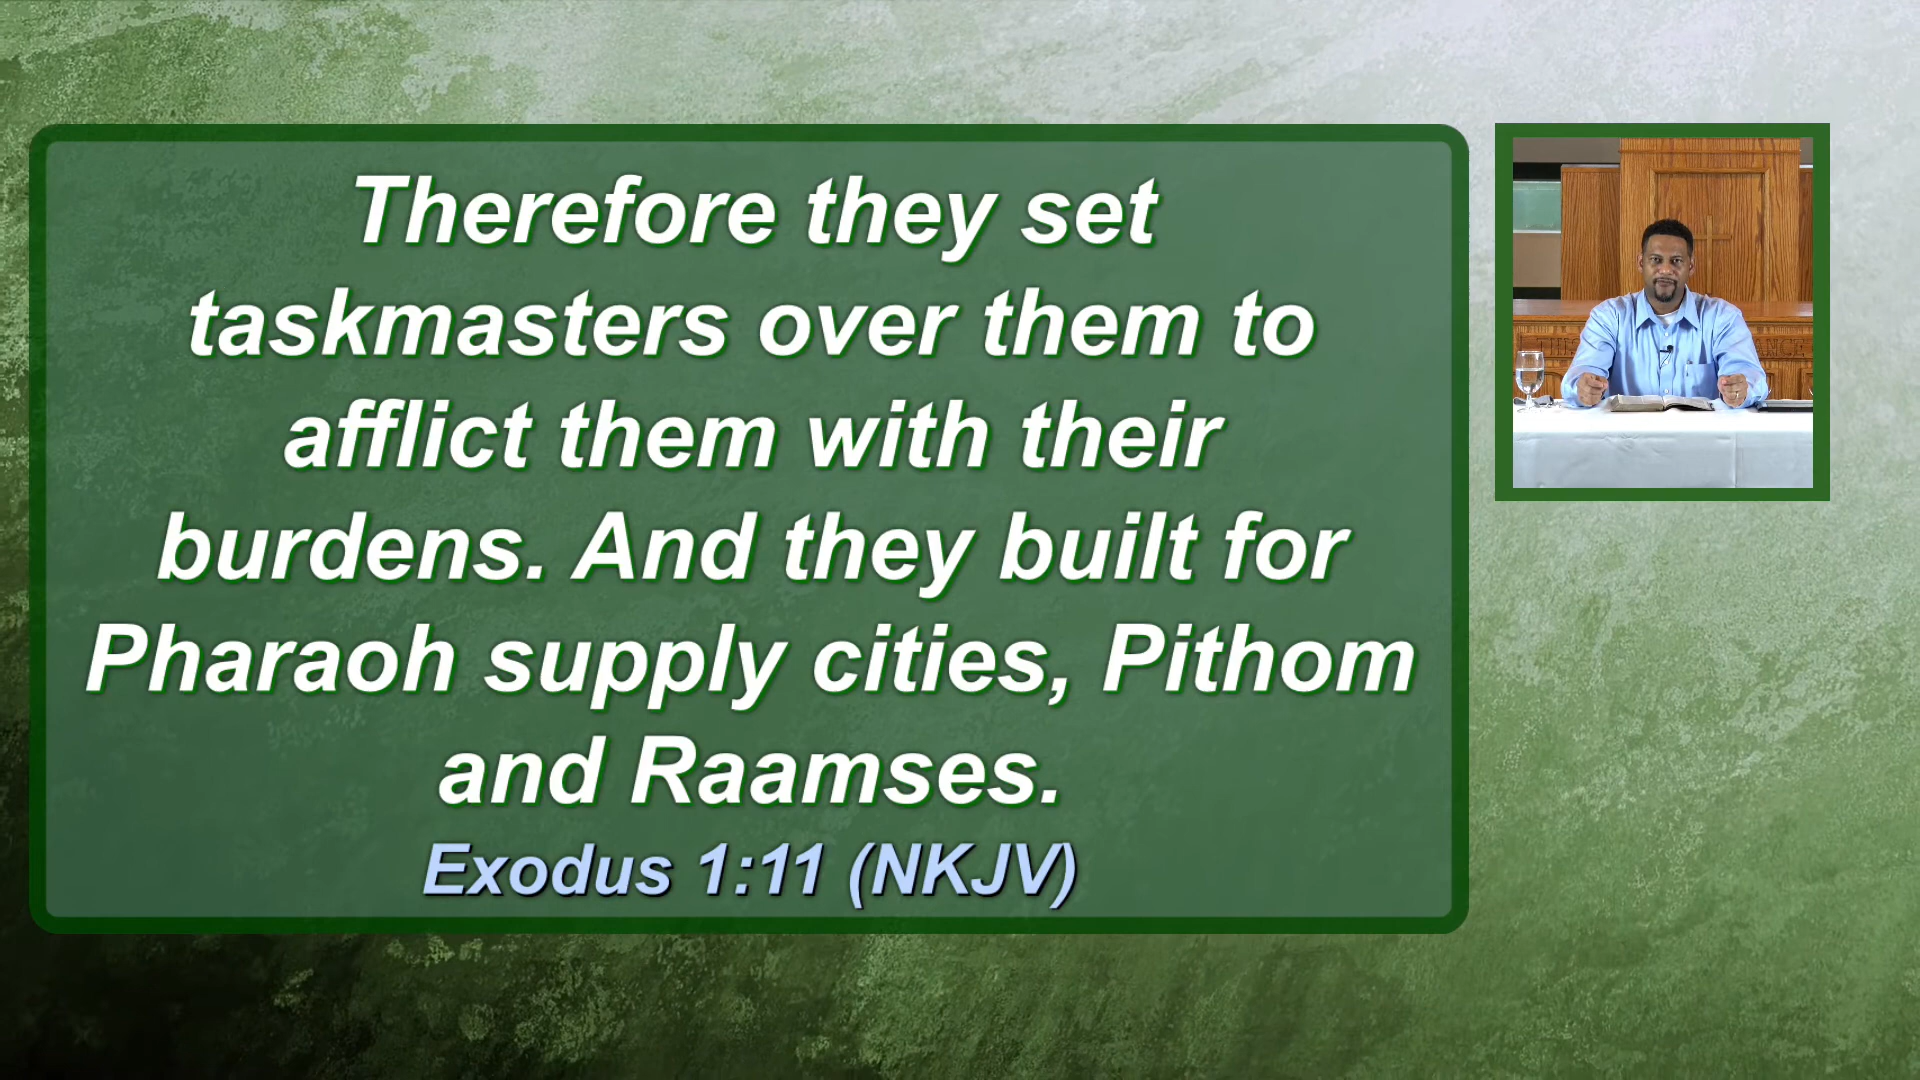 Therefore they set
taskmasters over them to
afflict them with their
burdens. And they built for
Pharaoh supply cities, Pithom
and Raamses.
Exodus 1:11 (NKJV)